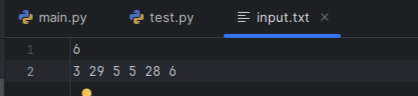 main.py test.py input.txt
1 6
2 3 29 5 5 28 6